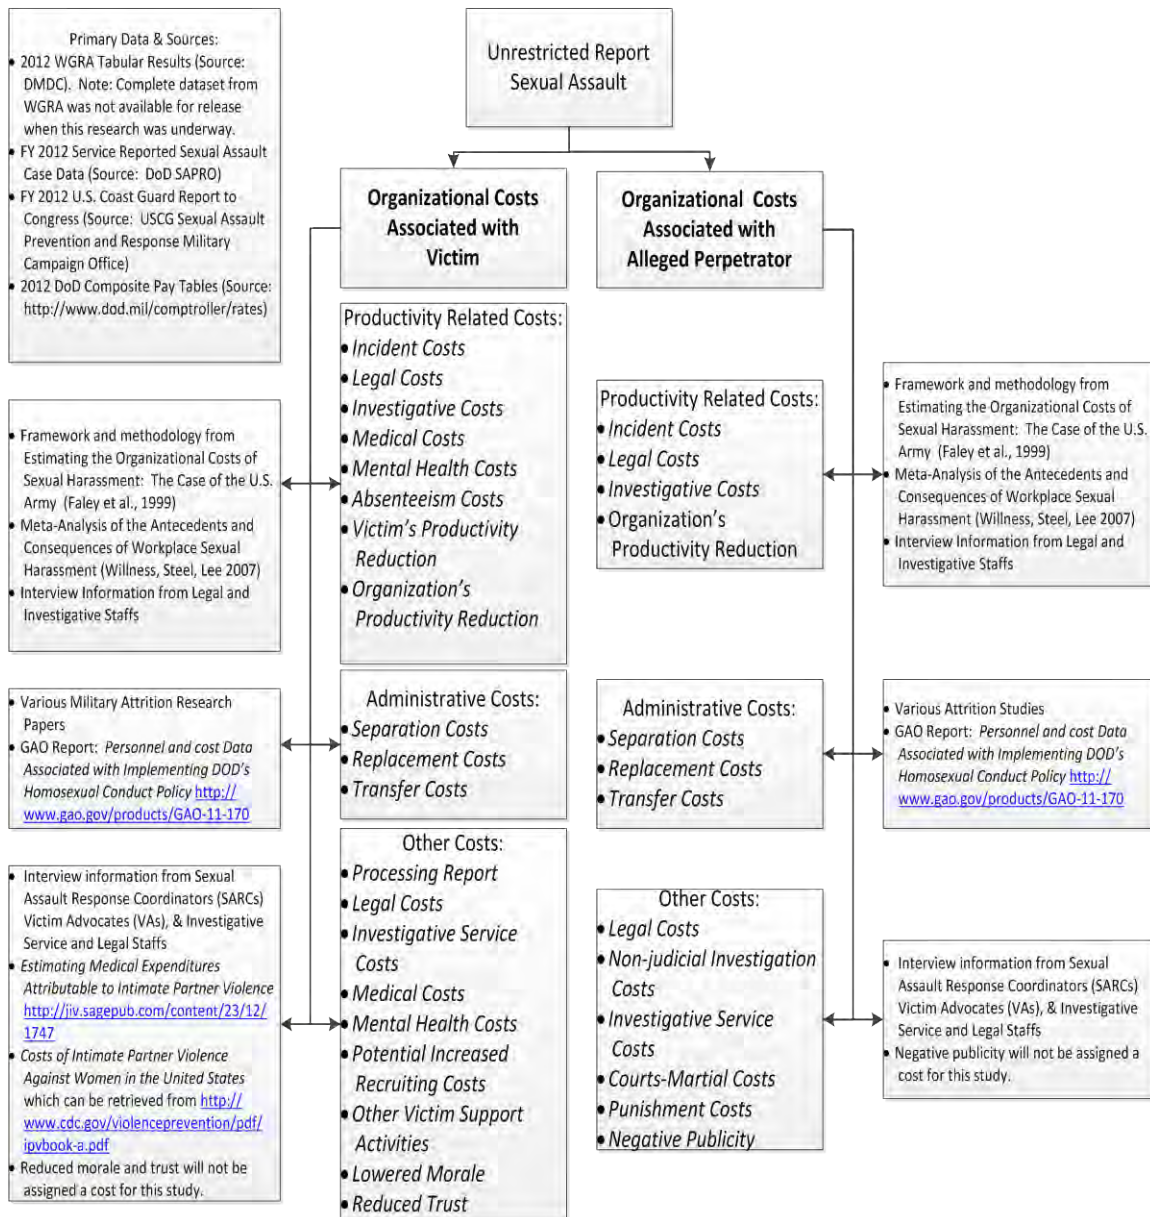 Primary Data & Sources:
• 2012 WGRA Tabular Results (Source:
DMDC).  Note: Complete dataset from
WGRA was not available for release
when this research was underway.
• FY 2012 Service Reported Sexual Assault
Case Data (Source:  DoD SAPRO)
• FY 2012 U.S. Coast Guard Report to
Congress (Source:  USCG Sexual Assault
Prevention and Response Military
Campaign Office)
• 2012 DoD Composite Pay Tables (Source:
http://www.dod.mil/comptroller/rates)
Unrestricted Report
Sexual Assault
Organizational Costs
Associated with
Victim
Organizational  Costs
Associated with
Alleged Perpetrator
• Framework and methodology from
Estimating the Organizational Costs of
Sexual Harassment:  The Case of the U.S.
Army  (Faley et al., 1999)
• Meta-Analysis of the Antecedents and
Consequences of Workplace Sexual
Harassment (Willness, Steel, Lee 2007)
• Interview Information from Legal and
Investigative Staffs
Productivity Related Costs:
• Incident Costs
• Legal Costs
• Investigative Costs
• Medical Costs
• Mental Health Costs
• Absenteeism Costs
• Victim's Productivity
Reduction
• Organization's
Productivity Reduction
Productivity Related Costs:
• Incident Costs
• Legal Costs
• Investigative Costs
• Organization's
Productivity Reduction
• Framework and methodology from
Estimating the Organizational Costs of
Sexual Harassment:  The Case of the U.S.
Army (Faley et al., 1999)
• Meta-Analysis of the Antecedents and
Consequences of Workplace Sexual
Harassment (Willness, Steel, Lee 2007)
• Interview Information from Legal and
Investigative Staffs
• Various Military Attrition Research
Papers
• GAO Report:  Personnel and cost Data
Associated with Implementing DOD's
Homosexual Conduct Policy http://
www.gao.gov/products/GAO-11-170
Administrative Costs:
• Separation Costs
• Replacement Costs
• Transfer Costs
Administrative Costs:
• Separation Costs
• Replacement Costs
• Transfer Costs
• Various Attrition Studies
• GAO Report:  Personnel and cost Data
Associated with Implementing DOD's
Homosexual Conduct Policy http://
www.gao.gov/products/GAO-11-170
• Interview information from Sexual
Assault Response Coordinators (SARCs)
Victim Advocates (VAs), & Investigative
Service and Legal Staffs
• Estimating Medical Expenditures
Attributable to Intimate Partner Violence
http://jiv.sagepub.com/content/23/12/
1747
• Costs of Intimate Partner Violence
Against Women in the United States
which can be retrieved from http://
www.cdc.gov/violenceprevention/pdf/
ipvbook-a.pdf
• Reduced morale and trust will not be
assigned a cost for this study.
Other Costs:
• Processing Report
• Legal Costs
• Investigative Service
Costs
• Medical Costs
• Mental Health Costs
• Potential Increased
Recruiting Costs
• Other Victim Support
Activities
• Lowered Morale
• Reduced Trust
Other Costs:
• Legal Costs
• Non-judicial Investigation
Costs
• Investigative Service
Costs
• Courts-Martial Costs
• Punishment Costs
• Negative Publicity
• Interview information from Sexual
Assault Response Coordinators (SARCs)
Victim Advocates (VAs), & Investigative
Service and Legal Staffs
• Negative publicity will not be assigned a
cost for this study.